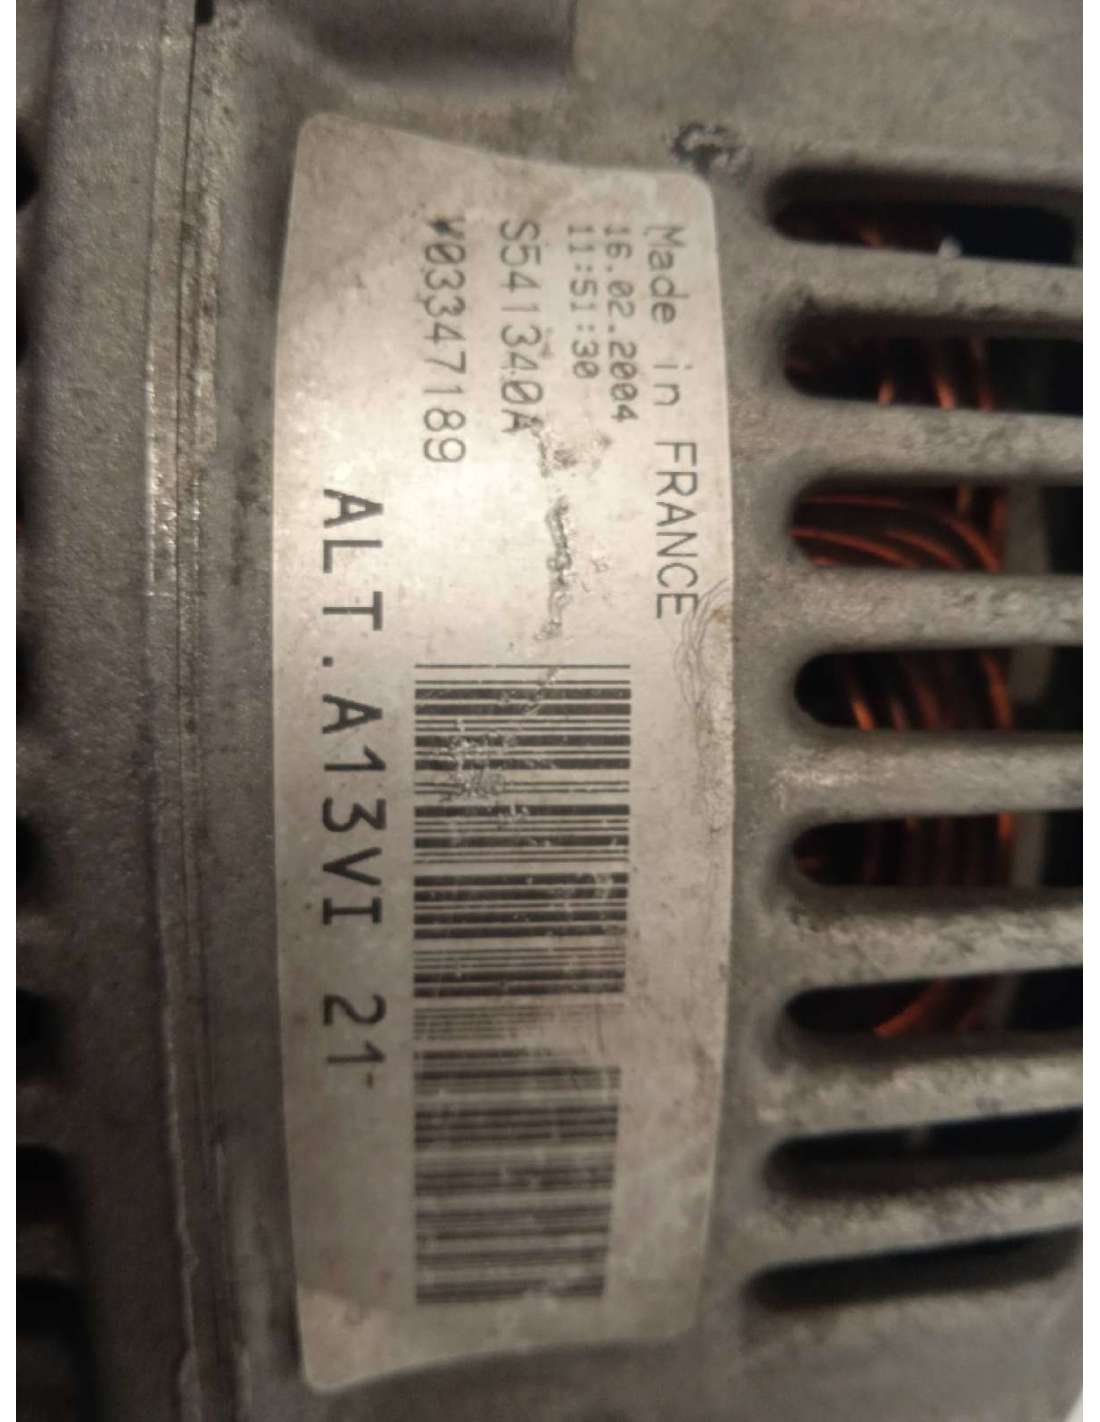 Made in FRANCE
16.02.2004
11:51:30
S541340A
V03347189
ALT.A13VI 21